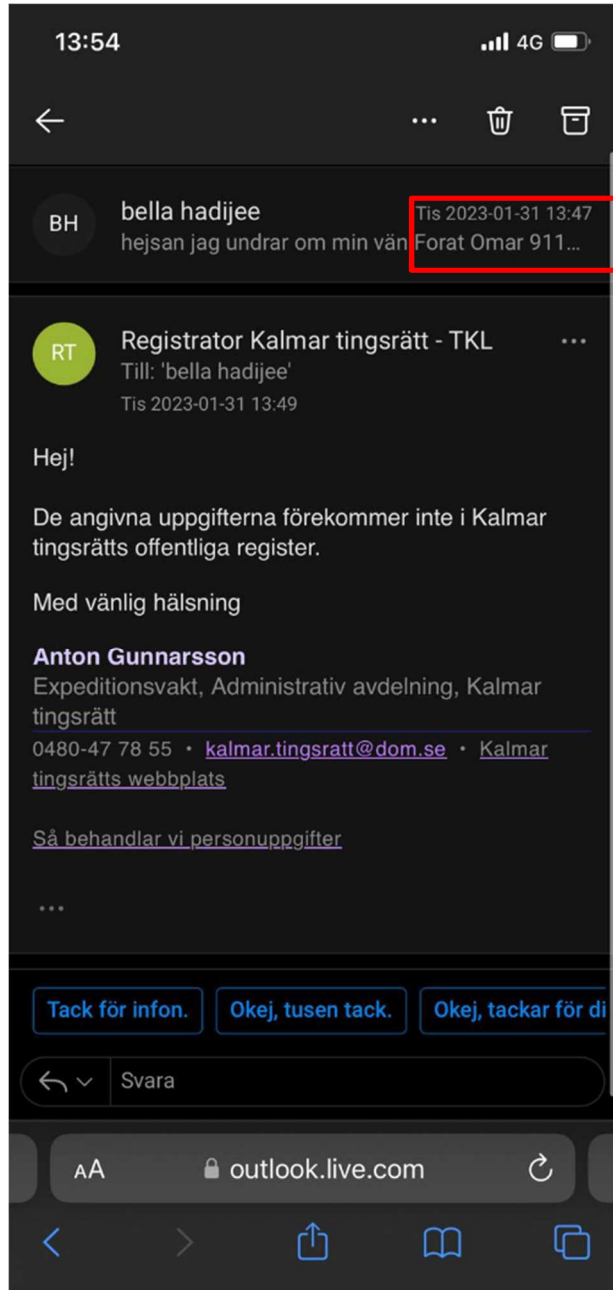 13:54
4G
BH
bella hadijee
Tis 2023-01-31 13:47
hejsan jag undrar om min vän Forat Omar 911...
RT
Registrator Kalmar tingsrätt - TKL
Till: 'bella hadijee'
Tis 2023-01-31 13:49
Hej!
De angivna uppgifterna förekommer inte i Kalmar
tingsrätts offentliga register.
Med vänlig hälsning
Anton Gunnarsson
Expeditionsvakt, Administrativ avdelning, Kalmar
tingsrätt
0480-47 78 55 • kalmar.tingsratt@dom.se • Kalmar
tingsrätts webbplats
Så behandlar vi personuppgifter
Tack för infon.
Okej, tusen tack.
Okej, tackar för di
Svara
AA
outlook.live.com